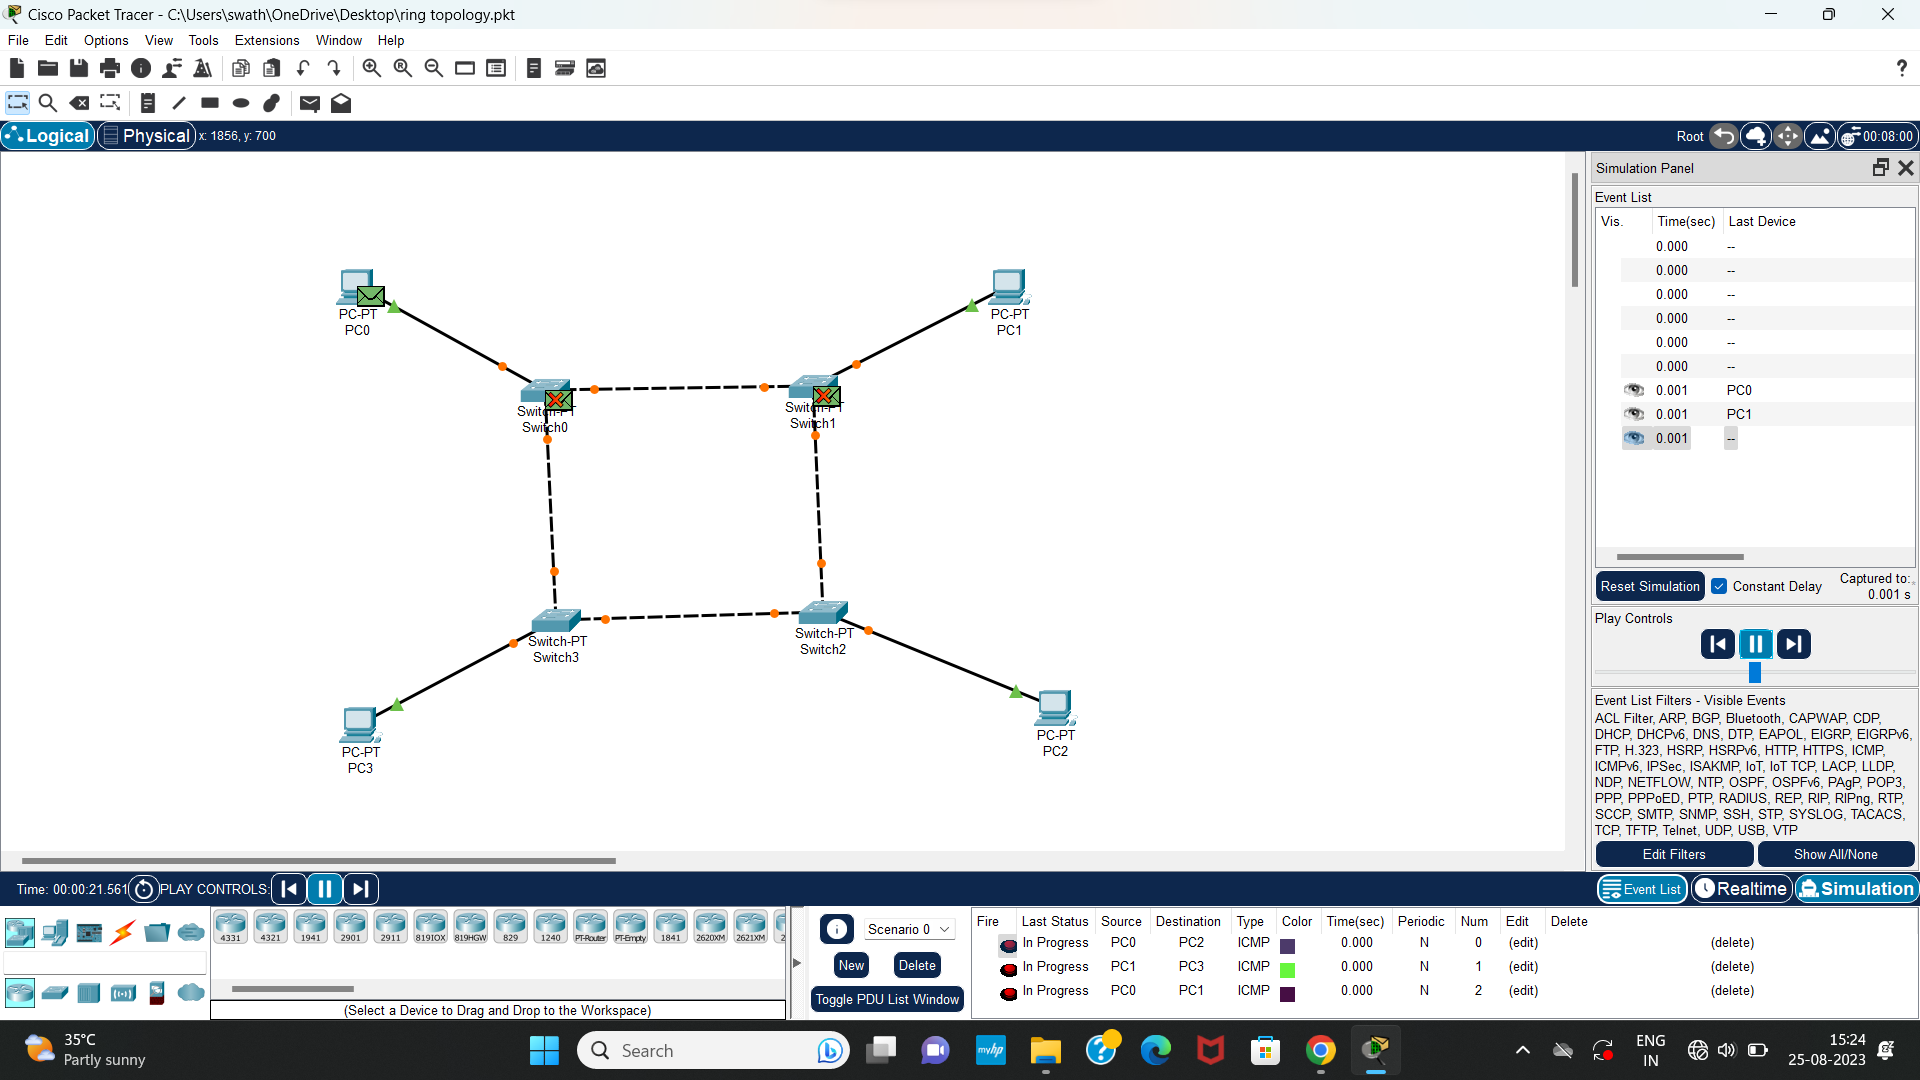 Cisco Packet Tracer - C:\Users\swath\OneDrive\Desktop\ring topology.pkt
File Edit Options View Tools Extensions Window Help
?
Logical Physical x: 1856, y: 700 Root 00:08:00
Simulation Panel
Event List
Vis. Time(sec) Last Device
0.000 --
0.000 --
0.000 --
0.000 --
0.000 --
0.000 --
0.001 PC0
0.001 PC1
0.001 --
PC-PT
PC0
PC-PT
PC1
Switch-PT
Switch0
Switch-PT
Switch1
Switch-PT
Switch3
Switch-PT
Switch2
PC-PT
PC3
PC-PT
PC2
Reset Simulation Constant Delay Captured to:
0.001 s
Play Controls
Event List Filters - Visible Events
ACL Filter, ARP, BGP, Bluetooth, CAPWAP, CDP,
DHCP, DHCPv6, DNS, DTP, EAPOL, EIGRP, EIGRPv6,
FTP, H.323, HSRP, HSRPv6, HTTP, HTTPS, ICMP,
ICMPv6, IPSec, ISAKMP, IoT, IoT TCP, LACP, LLDP,
NDP, NETFLOW, NTP, OSPF, OSPFv6, PAgP, POP3,
PPP, PPPoED, PTP, RADIUS, REP, RIP, RIPng, RTP,
SCCP, SMTP, SNMP, SSH, STP, SYSLOG, TACACS,
TCP, TFTP, Telnet, UDP, USB, VTP
Edit Filters Show All/None
Time: 00:00:21.561 PLAY CONTROLS: Event List Realtime Simulation
4331 4321 1941 2901 2911 819IOX 819HGW 829 1240 PT-Router PT-Empty 1841 2620XM 2621XM 2
(Select a Device to Drag and Drop to the Workspace)
Scenario 0
New Delete
Toggle PDU List Window
Fire Last Status Source Destination Type Color Time(sec) Periodic Num Edit Delete
In Progress PC0 PC2 ICMP 0.000 N 0 (edit) (delete)
In Progress PC1 PC3 ICMP 0.000 N 1 (edit) (delete)
In Progress PC0 PC1 ICMP 0.000 N 2 (edit) (delete)
35°C
Partly sunny
Search
myhp
ENG
IN
15:24
25-08-2023